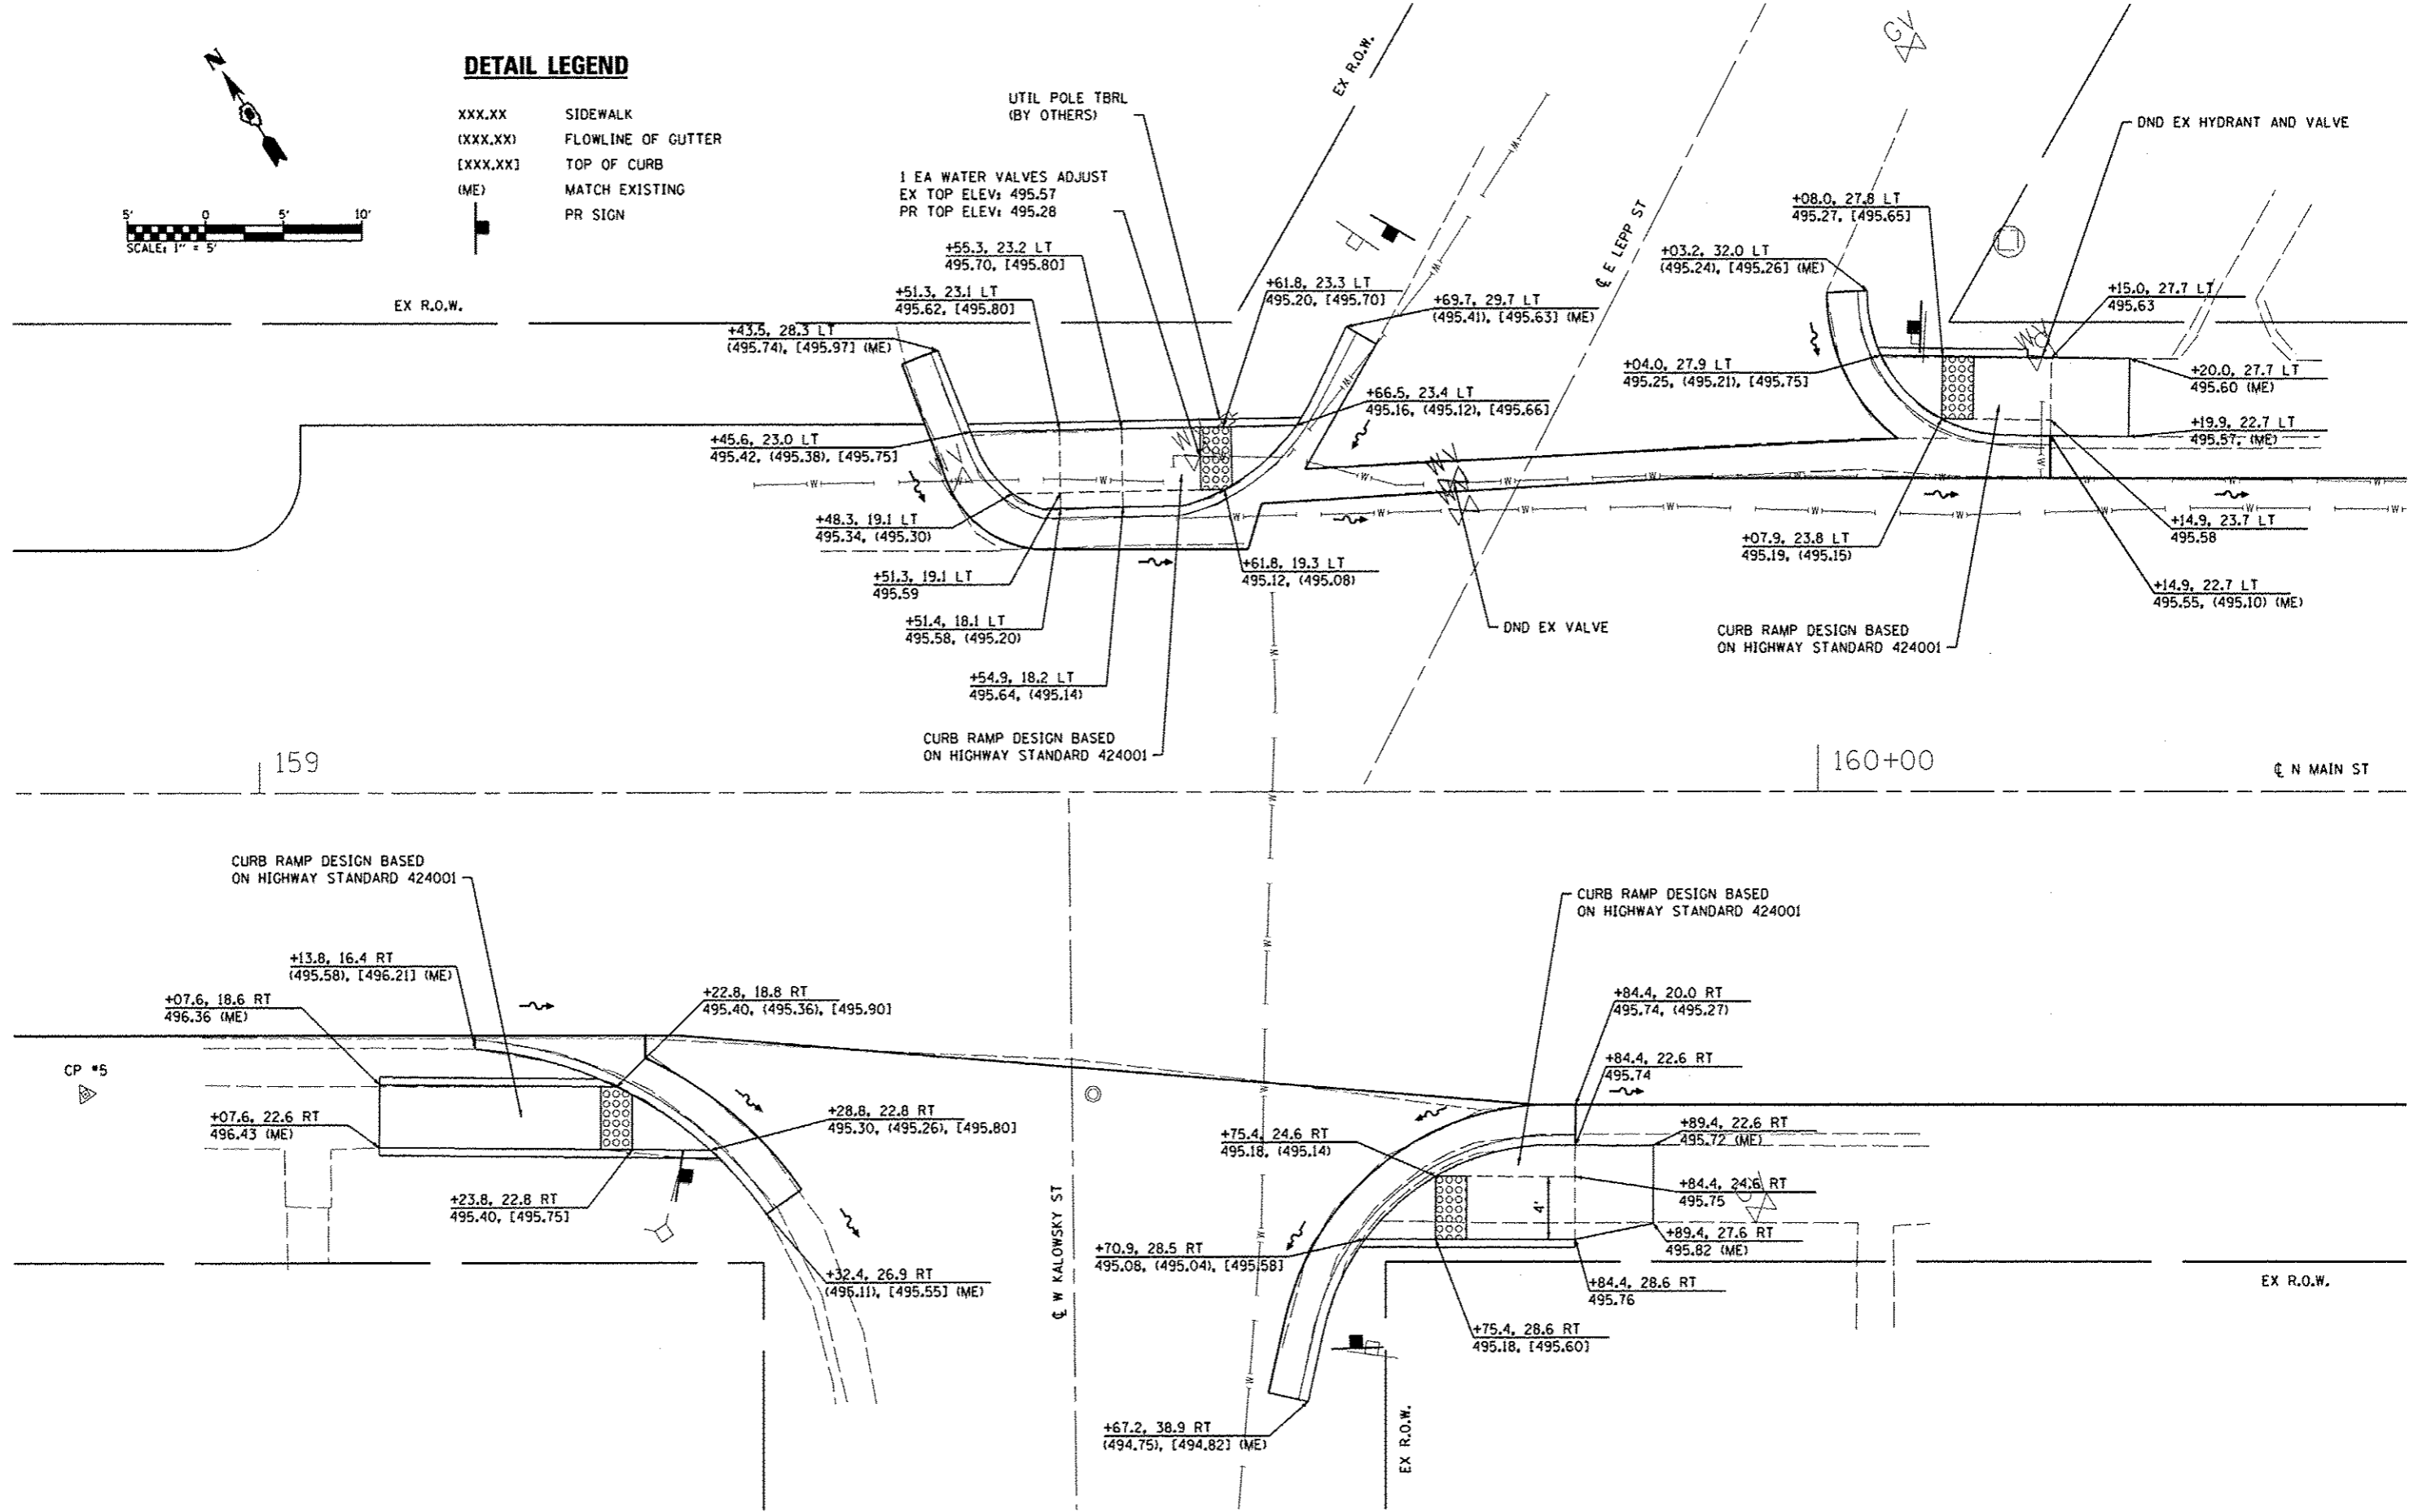 N
DETAIL LEGEND
XXX.XX SIDEWALK
(XXX.XX) FLOWLINE OF GUTTER
[XXX.XX] TOP OF CURB
(ME) MATCH EXISTING
PR SIGN
5' 0 5' 10'
SCALE: 1" = 5'
UTIL POLE TBRL
(BY OTHERS)
1 EA WATER VALVES ADJUST
EX TOP ELEV: 495.57
PR TOP ELEV: 495.28
EX R.O.W.
GV
DND EX HYDRANT AND VALVE
₵ E LEPP ST
EX R.O.W.
+55.3, 23.2 LT
495.70, [495.80]
+51.3, 23.1 LT
495.62, [495.80]
+43.5, 28.3 LT
(495.74), [495.97] (ME)
+61.8, 23.3 LT
495.20, [495.70]
+69.7, 29.7 LT
(495.41), [495.63] (ME)
+66.5, 23.4 LT
495.16, (495.12), [495.66]
+45.6, 23.0 LT
495.42, (495.38), [495.75]
+48.3, 19.1 LT
495.34, (495.30)
+51.3, 19.1 LT
495.59
+51.4, 18.1 LT
495.58, (495.20)
+54.9, 18.2 LT
495.64, (495.14)
+61.8, 19.3 LT
495.12, (495.08)
CURB RAMP DESIGN BASED
ON HIGHWAY STANDARD 424001
DND EX VALVE
+08.0, 27.8 LT
495.27, [495.65]
+03.2, 32.0 LT
(495.24), [495.26] (ME)
+04.0, 27.9 LT
495.25, (495.21), [495.75]
+15.0, 27.7 LT
495.63
+20.0, 27.7 LT
495.60 (ME)
+19.9, 22.7 LT
495.57, (ME)
+14.9, 23.7 LT
495.58
+07.9, 23.8 LT
495.19, (495.15)
+14.9, 22.7 LT
495.55, (495.10) (ME)
CURB RAMP DESIGN BASED
ON HIGHWAY STANDARD 424001
159
160+00
₵ N MAIN ST
CURB RAMP DESIGN BASED
ON HIGHWAY STANDARD 424001
+13.8, 16.4 RT
(495.58), [496.21] (ME)
+07.6, 18.6 RT
496.36 (ME)
+22.8, 18.8 RT
495.40, (495.36), [495.90]
CP #5
+07.6, 22.6 RT
496.43 (ME)
+28.8, 22.8 RT
495.30, (495.26), [495.80]
+23.8, 22.8 RT
495.40, [495.75]
+32.4, 26.9 RT
(495.11), [495.55] (ME)
₵ W KALOWSKY ST
CURB RAMP DESIGN BASED
ON HIGHWAY STANDARD 424001
+84.4, 20.0 RT
495.74, (495.27)
+84.4, 22.6 RT
495.74
+75.4, 24.6 RT
495.18, (495.14)
+89.4, 22.6 RT
495.72 (ME)
4'
+84.4, 24.6 RT
495.75
+89.4, 27.6 RT
495.82 (ME)
+70.9, 28.5 RT
495.08, (495.04), [495.58]
+84.4, 28.6 RT
495.76
+75.4, 28.6 RT
495.18, [495.60]
EX R.O.W.
+67.2, 38.9 RT
(494.75), [494.82] (ME)
EX R.O.W.